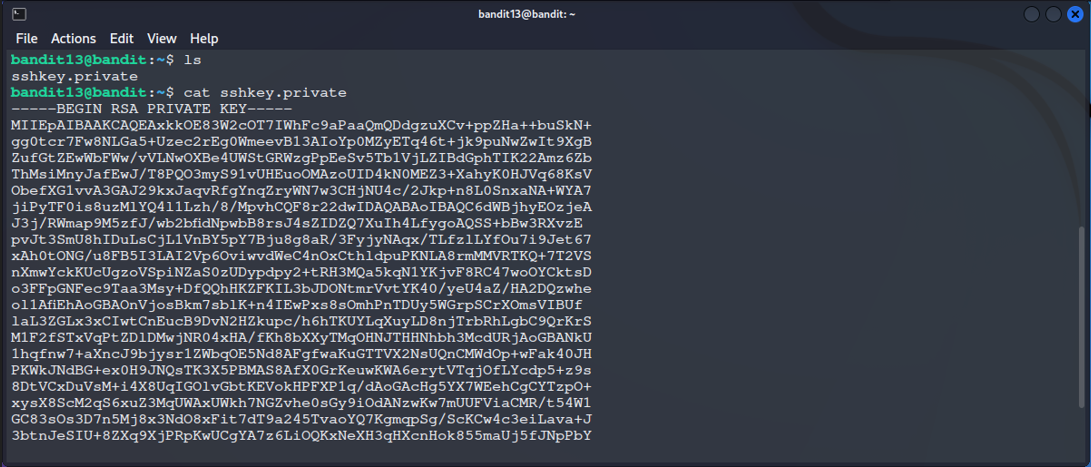 bandit13@bandit: ~
File Actions Edit View Help
bandit13@bandit:~$ ls
sshkey.private
bandit13@bandit:~$ cat sshkey.private
-----BEGIN RSA PRIVATE KEY-----
MIIEpAIBAAKCAQEAxkkOE83W2cOT7IWhFc9aPaaQmQDdgzuXCv+ppZHa++buSkN+
gg0tcr7Fw8NLGa5+Uzec2rEg0WmeevB13AIoYp0MZyETq46t+jk9puNwZwIt9XgB
ZufGtZEwWbFWw/vVLNwOXBe4UWStGRWzgPpEeSv5Tb1VjLZIBdGphTIK22Amz6Zb
ThMsiMnyJafEwJ/T8PQO3myS91vUHEuoOMAzoUID4kN0MEZ3+XahyK0HJVq68KsV
ObefXG1vvA3GAJ29kxJaqvRfgYnqZryWN7w3CHjNU4c/2Jkp+n8L0SnxaNA+WYA7
jiPyTF0is8uzMlYQ4l1Lzh/8/MpvhCQF8r22dwIDAQABAoIBAQC6dWBjhyEOzjeA
J3j/RWmap9M5zfJ/wb2bfidNpwbB8rsJ4sZIDZQ7XuIh4LfygoAQSS+bBw3RXvzE
pvJt3SmU8hIDuLsCjL1VnBY5pY7Bju8g8aR/3FyjyNAqx/TLfzlLYfOu7i9Jet67
xAh0tONG/u8FB5I3LAI2Vp6OviwvdWeC4nOxCthldpuPKNLA8rmMMVRTKQ+7T2VS
nXmwYckKUcUgzoVSpiNZaS0zUDypdpy2+tRH3MQa5kqN1YKjvF8RC47woOYCktsD
o3FFpGNFec9Taa3Msy+DfQQhHKZFKIL3bJDONtmrVvtYK40/yeU4aZ/HA2DQzwhe
ol1AfiEhAoGBAOnVjosBkm7sblK+n4IEwPxs8sOmhPnTDUy5WGrpSCrXOmsVIBUf
laL3ZGLx3xCIwtCnEucB9DvN2HZkupc/h6hTKUYLqXuyLD8njTrbRhLgbC9QrKrS
M1F2fSTxVqPtZDlDMwjNR04xHA/fKh8bXXyTMqOHNJTHHNhbh3McdURjAoGBANkU
1hqfnw7+aXncJ9bjysr1ZWbqOE5Nd8AFgfwaKuGTTVX2NsUQnCMWdOp+wFak40JH
PKWkJNdBG+ex0H9JNQsTK3X5PBMAS8AfX0GrKeuwKWA6erytVTqjOfLYcdp5+z9s
8DtVCxDuVsM+i4X8UqIGOlvGbtKEVokHPFXP1q/dAoGAcHg5YX7WEehCgCYTzpO+
xysX8ScM2qS6xuZ3MqUWAxUWkh7NGZvhe0sGy9iOdANzwKw7mUUFViaCMR/t54W1
GC83sOs3D7n5Mj8x3NdO8xFit7dT9a245TvaoYQ7KgmqpSg/ScKCw4c3eiLava+J
3btnJeSIU+8ZXq9XjPRpKwUCgYA7z6LiOQKxNeXH3qHXcnHok855maUj5fJNpPbY